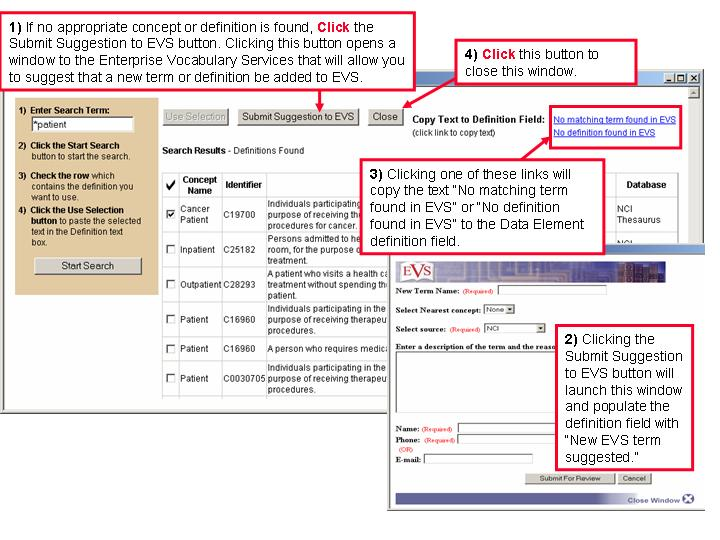 1) If no appropriate concept or definition is found, Click the
Submit Suggestion to EVS button. Clicking this button opens a
window to the Enterprise Vocabulary Services that will allow you
to suggest that a new term or definition be added to EVS.
4) Click this button to
close this window.
1) Enter Search Term:
*patient
2) Click the Start Search
button to start the search.
3) Check the row which
contains the definition you
want to use.
4) Click the Use Selection
button to paste the selected
text in the Definition text
box.
Start Search
Use Selection
Submit Suggestion to EVS
Close
Copy Text to Definition Field:
(click link to copy text)
No matching term found in EVS
No definition found in EVS
Search Results - Definitions Found
Concept
Name
Identifier
Database
Cancer
Patient
C19700
Individuals participating
purpose of receiving the
procedures for cancer.
NCI
Thesaurus
Inpatient
C25182
Persons admitted to he
room, for the purpose o
treatment.
NCI
Outpatient
C28293
A patient who visits a health ca
treatment without spending the
patient.
Patient
C16960
Individuals participating in the
purpose of receiving therapeu
procedures.
Patient
C16960
A person who requires medica
Patient
C0030705
Individuals participating in the
purpose of receiving therapeu
procedures.
3) Clicking one of these links will
copy the text “No matching term
found in EVS” or “No definition
found in EVS” to the Data Element
definition field.
EVS
New Term Name: (Required)
Select Nearest concept:
None
Select source: (Required)
NCI
Enter a description of the term and the reaso
Name: (Required)
Phone: (Required)
(OR)
E-mail:
Submit For Review
Cancel
Close Window
2) Clicking the
Submit Suggestion
to EVS button will
launch this window
and populate the
definition field with
“New EVS term
suggested.”